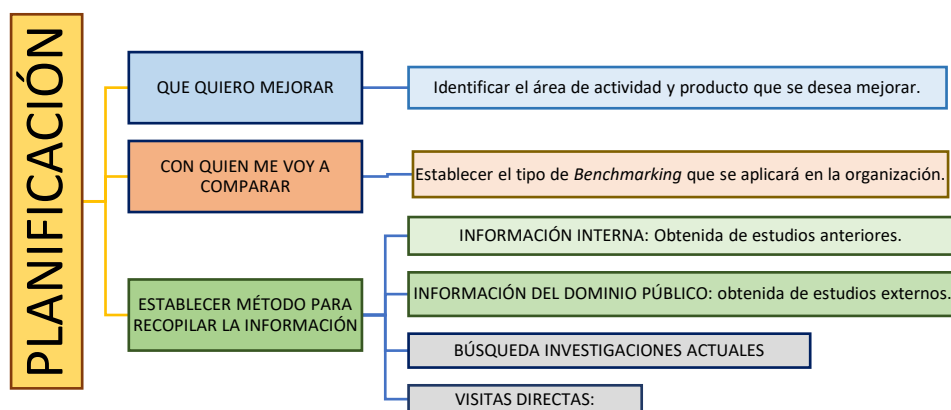 PLANIFICACIÓN
QUE QUIERO MEJORAR
Identificar el área de actividad y producto que se desea mejorar.
CON QUIEN ME VOY A
COMPARAR
Establecer el tipo de Benchmarking que se aplicará en la organización.
ESTABLECER MÉTODO PARA
RECOPILAR LA INFORMACIÓN
INFORMACIÓN INTERNA: Obtenida de estudios anteriores.
INFORMACIÓN DEL DOMINIO PÚBLICO: obtenida de estudios externos.
BÚSQUEDA INVESTIGACIONES ACTUALES
VISITAS DIRECTAS: